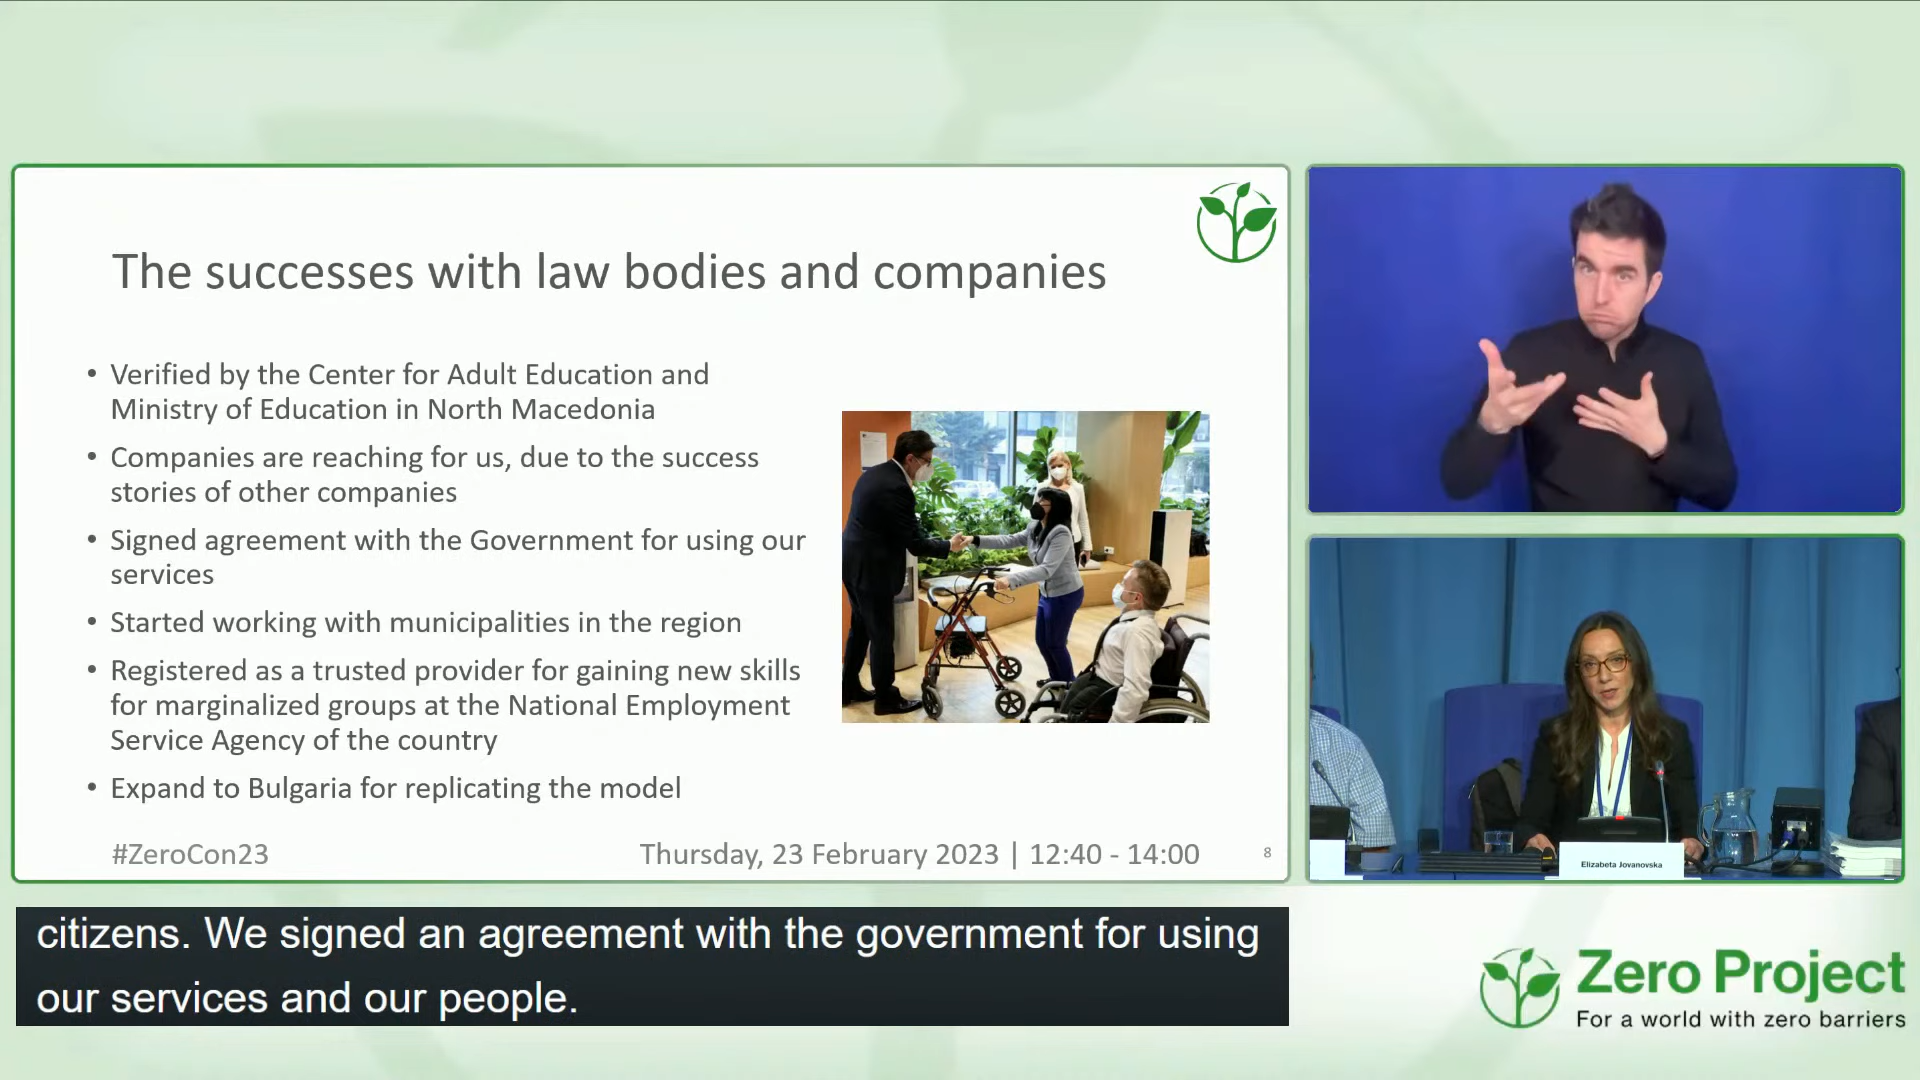 The successes with law bodies and companies
• Verified by the Center for Adult Education and
Ministry of Education in North Macedonia
• Companies are reaching for us, due to the success
stories of other companies
• Signed agreement with the Government for using our
services
• Started working with municipalities in the region
• Registered as a trusted provider for gaining new skills
for marginalized groups at the National Employment
Service Agency of the country
• Expand to Bulgaria for replicating the model
#ZeroCon23
Thursday, 23 February 2023 | 12:40 - 14:00
8
Elizabeta Jovanovska
citizens. We signed an agreement with the government for using
our services and our people.
Zero Project
For a world with zero barriers